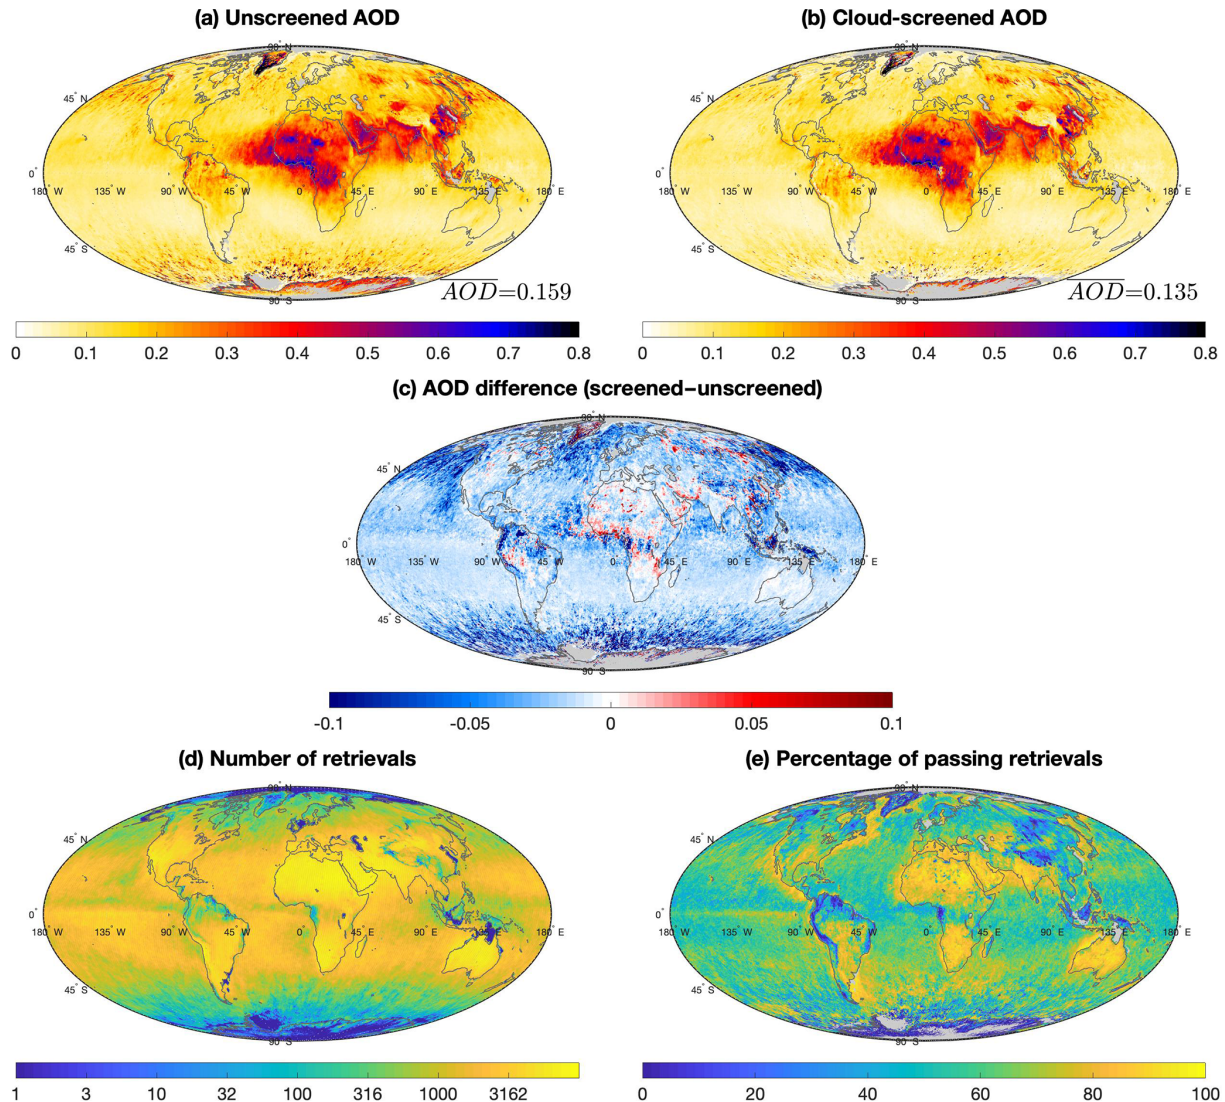 (a) Unscreened AOD
90° N
45° N
0°
180° W 135° W 90° W 45° W 0 45° E 90° E 135° E 180° E
45° S
90° S
AOD=0.159
0 0.1 0.2 0.3 0.4 0.5 0.6 0.7 0.8
(b) Cloud-screened AOD
90° N
45° N
0°
180° W 135° W 90° W 45° W 0 45° E 90° E 135° E 180° E
45° S
90° S
AOD=0.135
0 0.1 0.2 0.3 0.4 0.5 0.6 0.7 0.8
(c) AOD difference (screened−unscreened)
90° N
45° N
0°
180° W 135° W 90° W 45° W 0 45° E 90° E 135° E 180° E
45° S
90° S
-0.1 -0.05 0 0.05 0.1
(d) Number of retrievals
90° N
45° N
0°
180° W 135° W 90° W 45° W 0 45° E 90° E 135° E 180° E
45° S
90° S
1 3 10 32 100 316 1000 3162
(e) Percentage of passing retrievals
90° N
45° N
0°
180° W 135° W 90° W 45° W 0 45° E 90° E 135° E 180° E
45° S
90° S
0 20 40 60 80 100